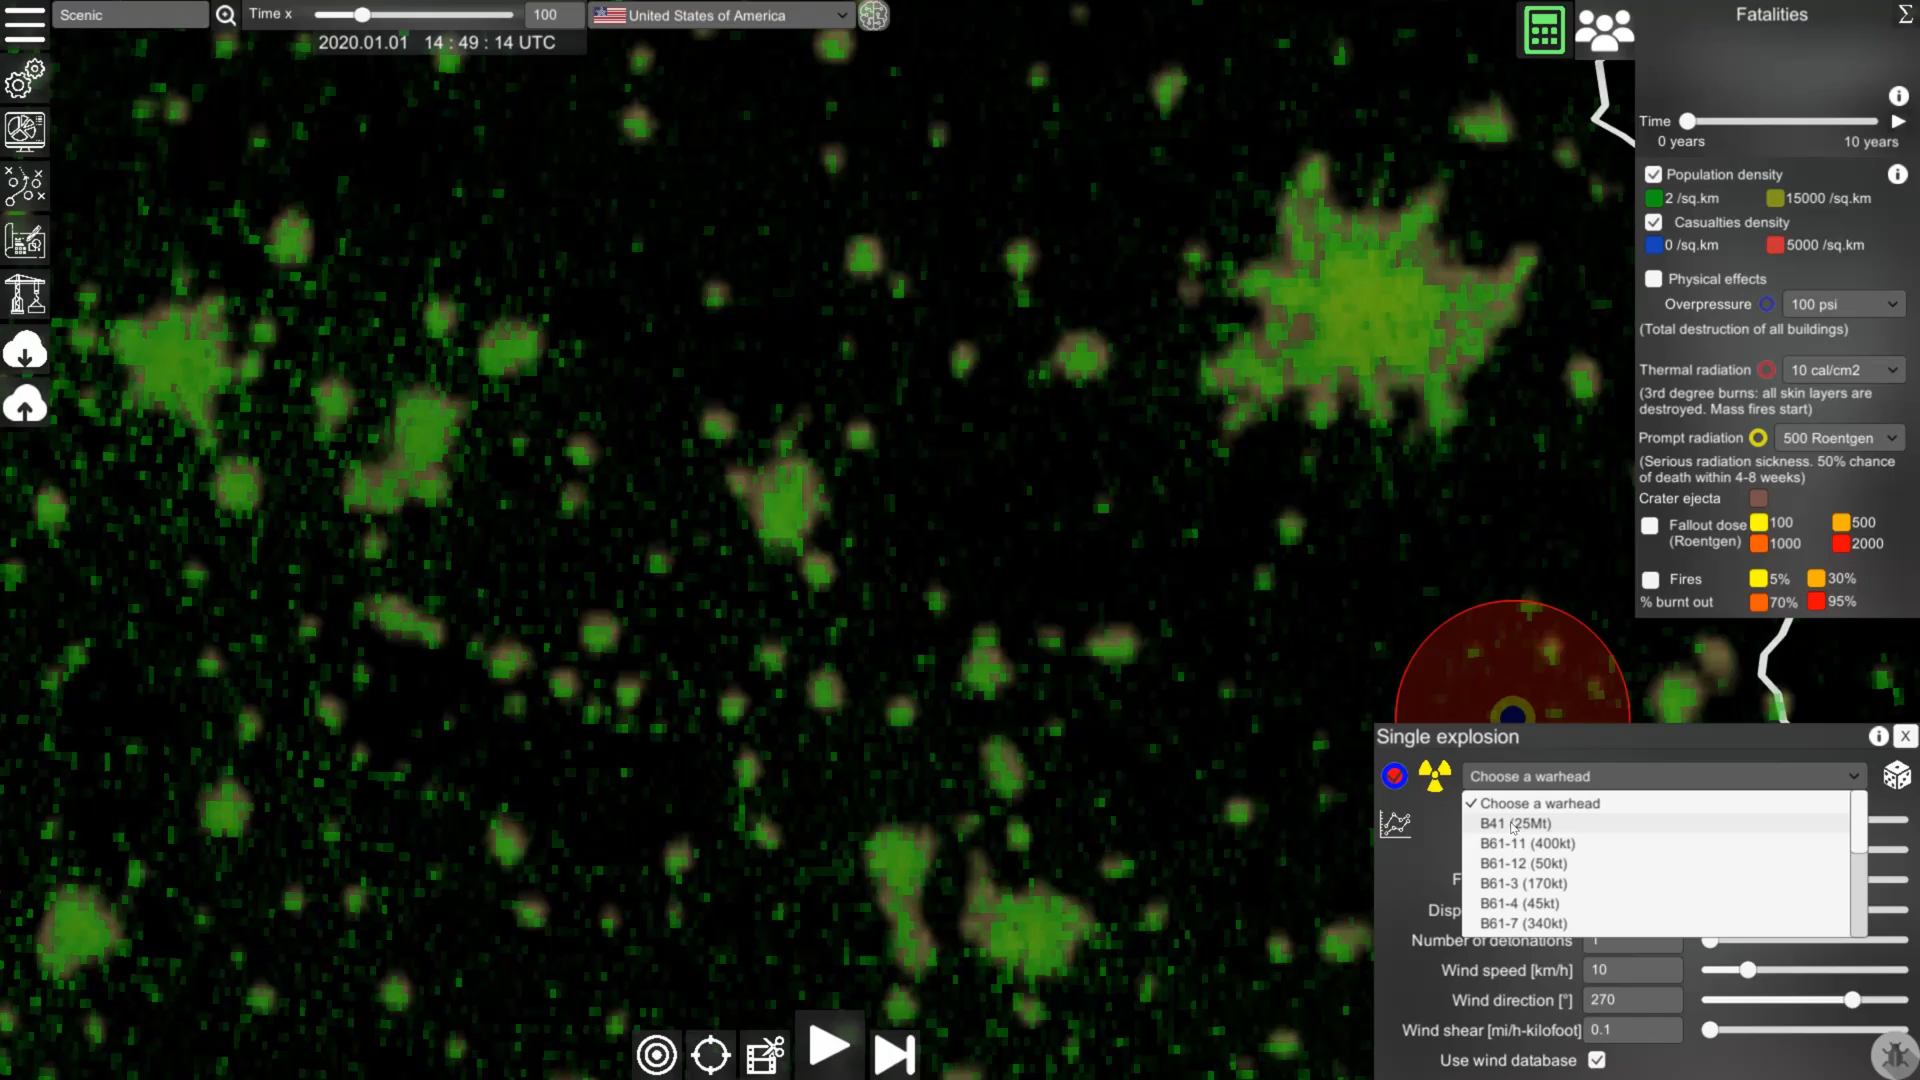 Scenic
Time x
100
United States of America
2020.01.01 14 : 49 : 14 UTC
Fatalities
Σ
Time
0 years
10 years
Population density
2 /sq.km
15000 /sq.km
Casualties density
0 /sq.km
5000 /sq.km
Physical effects
Overpressure
100 psi
(Total destruction of all buildings)
Thermal radiation
10 cal/cm2
(3rd degree burns: all skin layers are
destroyed. Mass fires start)
Prompt radiation
500 Roentgen
(Serious radiation sickness. 50% chance
of death within 4-8 weeks)
Crater ejecta
Fallout dose
(Roentgen)
100
500
1000
2000
Fires
% burnt out
5%
30%
70%
95%
Single explosion
X
Choose a warhead
Choose a warhead
B41 (25Mt)
B61-11 (400kt)
B61-12 (50kt)
B61-3 (170kt)
B61-4 (45kt)
B61-7 (340kt)
F
Disp
Number of detonations
1
Wind speed [km/h]
10
Wind direction [°]
270
Wind shear [mi/h-kilofoot]
0.1
Use wind database